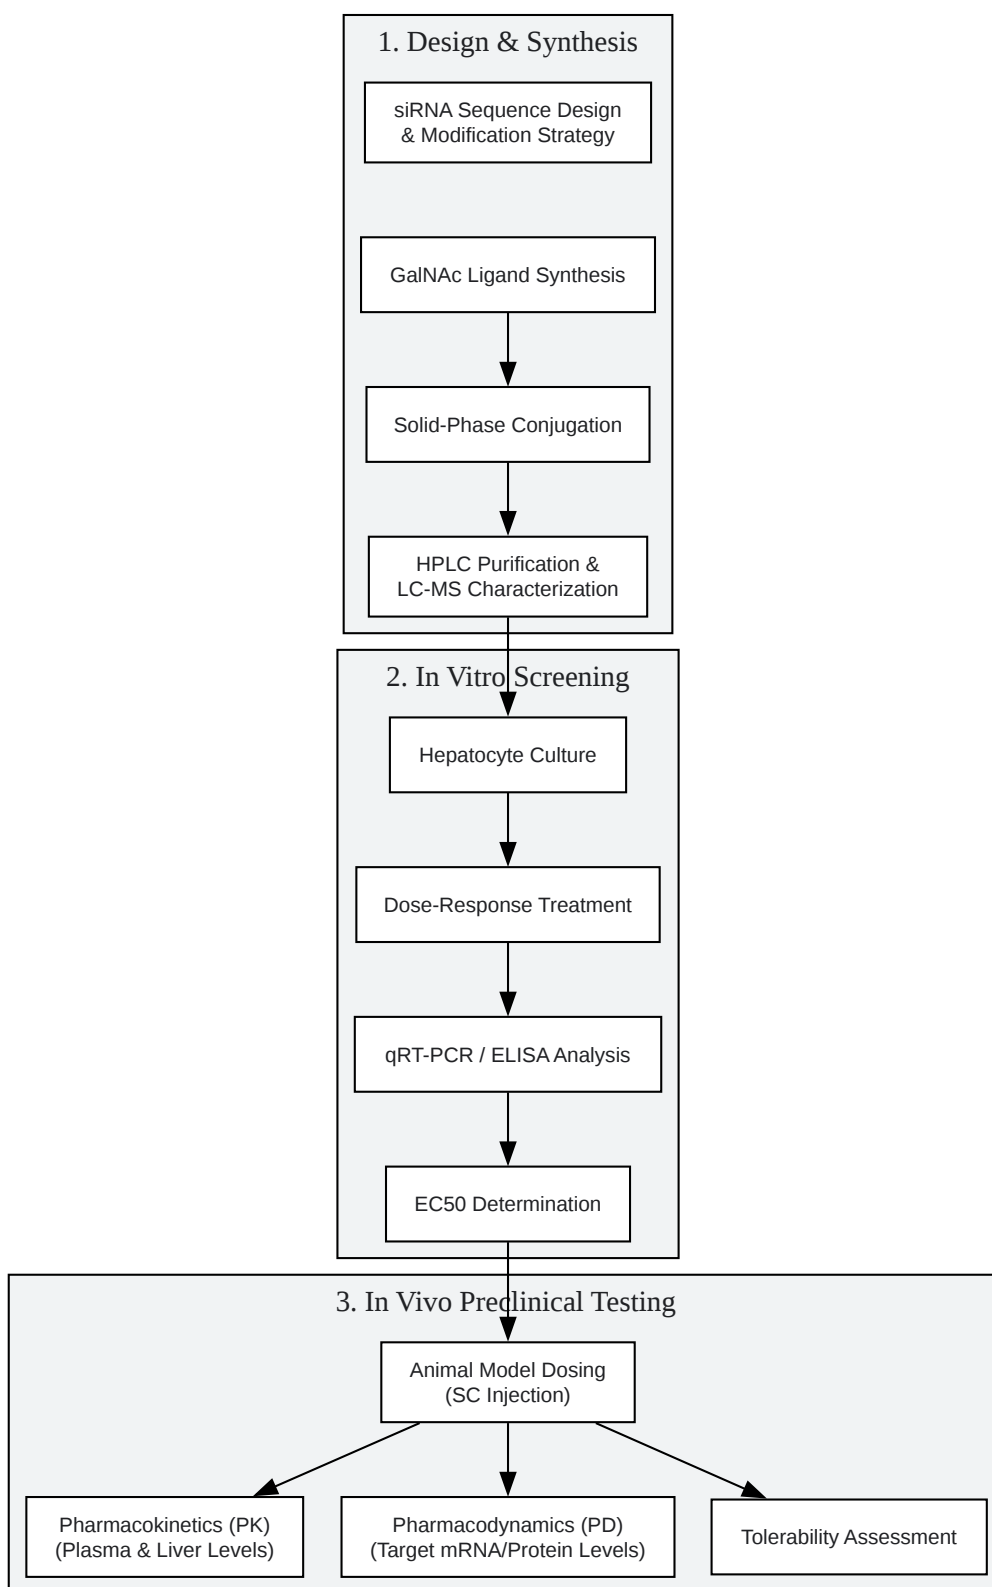 1. Design & Synthesis
siRNA Sequence Design
& Modification Strategy
GalNAc Ligand Synthesis
Solid-Phase Conjugation
HPLC Purification &
LC-MS Characterization
2. In Vitro Screening
Hepatocyte Culture
Dose-Response Treatment
qRT-PCR / ELISA Analysis
EC50 Determination
3. In Vivo Preclinical Testing
Animal Model Dosing
(SC Injection)
Pharmacokinetics (PK)
(Plasma & Liver Levels)
Pharmacodynamics (PD)
(Target mRNA/Protein Levels)
Tolerability Assessment